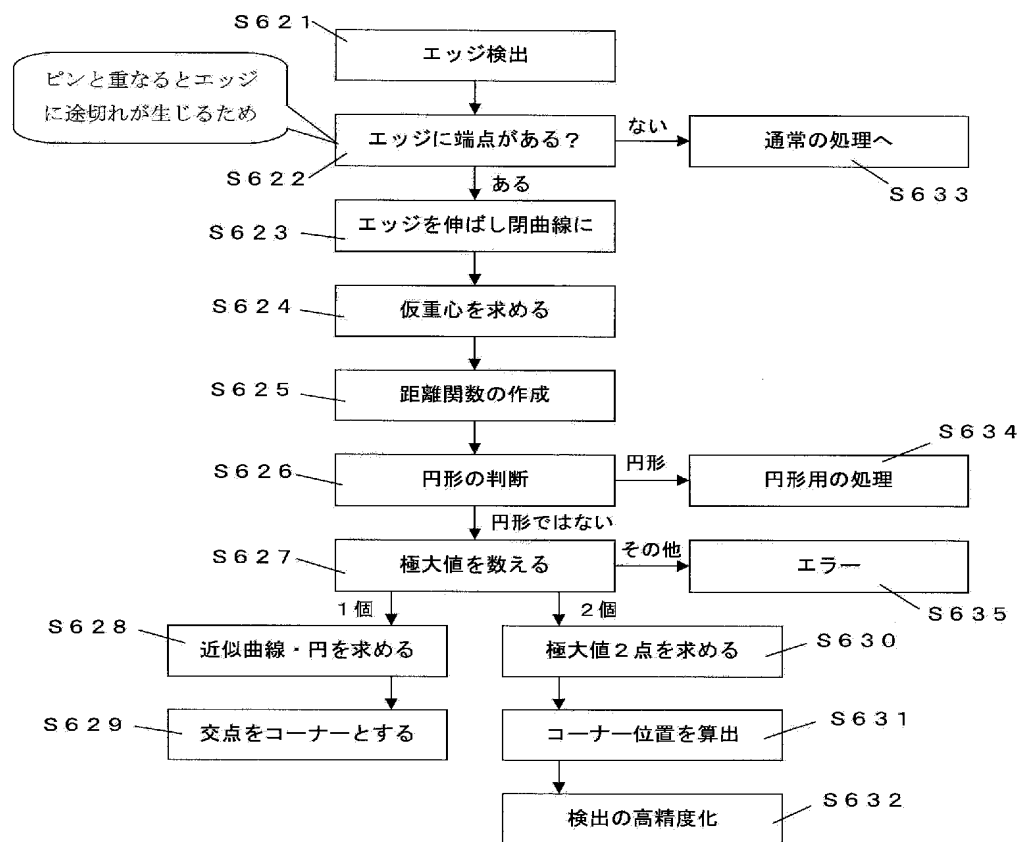 S621
エッジ検出
ピンと重なるとエッジ
に途切れが生じるため
エッジに端点がある?
ない
通常の処理へ
S622
ある
S633
S623
エッジを伸ばし閉曲線に
S624
仮重心を求める
S625
距離関数の作成
S634
S626
円形の判断
円形
円形用の処理
円形ではない
S627
極大値を数える
その他
エラー
1個
2個
S635
S628
近似曲線・円を求める
極大値2点を求める
S630
S629
交点をコーナーとする
コーナー位置を算出
S631
検出の高精度化
S632